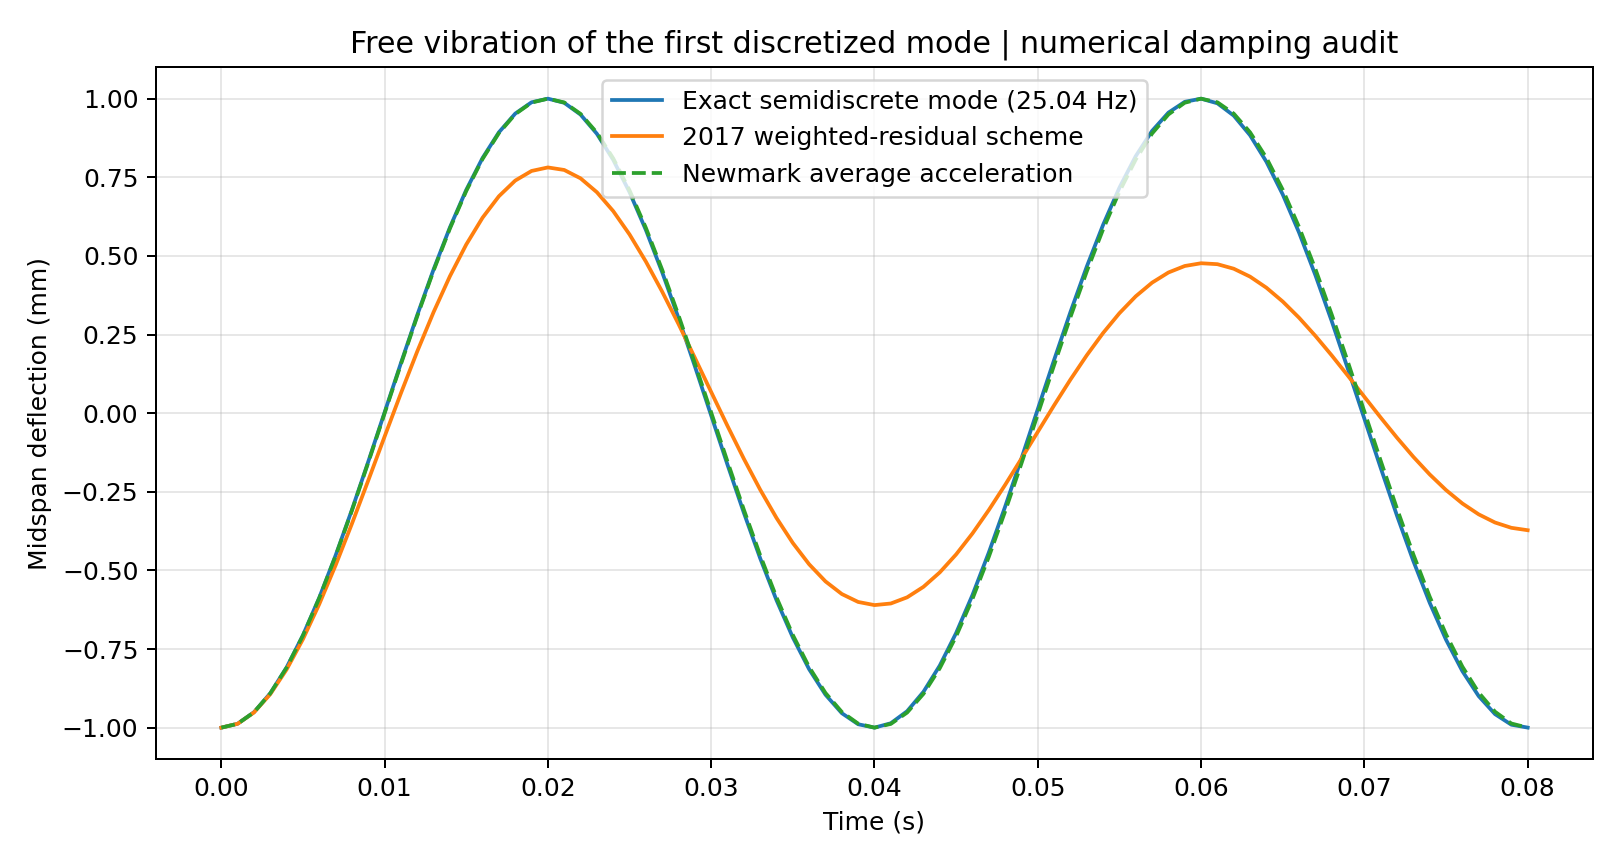 Free vibration of the first discretized mode | numerical damping audit
Exact semidiscrete mode (25.04 Hz)
2017 weighted-residual scheme
Newmark average acceleration
Midspan deflection (mm)
1.00
0.75
0.50
0.25
0.00
−0.25
−0.50
−0.75
−1.00
0.00 0.01 0.02 0.03 0.04 0.05 0.06 0.07 0.08
Time (s)